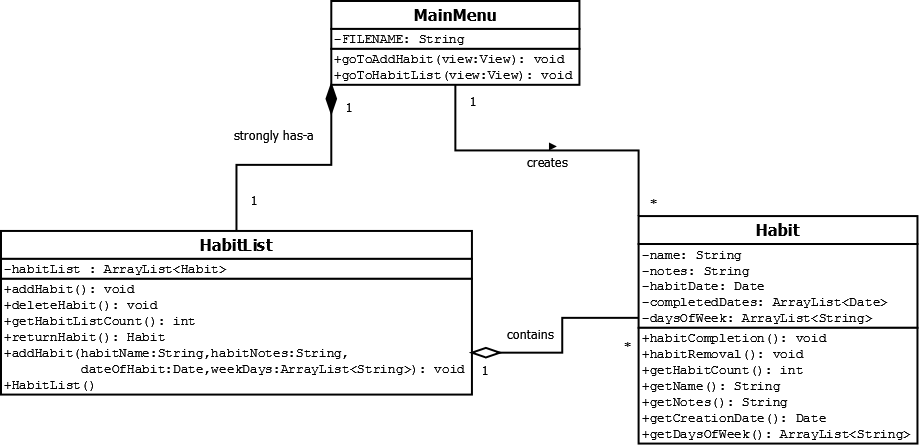 MainMenu
-FILENAME: String
+goToAddHabit(view:View): void
+goToHabitList(view:View): void
1
1
strongly has-a
creates
1
*
HabitList
-habitList : ArrayList<Habit>
+addHabit(): void
+deleteHabit(): void
+getHabitListCount(): int
+returnHabit(): Habit
+addHabit(habitName:String,habitNotes:String,
dateOfHabit:Date,weekDays:ArrayList<String>): void
+HabitList()
contains
1
*
Habit
-name: String
-notes: String
-habitDate: Date
-completedDates: ArrayList<Date>
-daysOfWeek: ArrayList<String>
+habitCompletion(): void
+habitRemoval(): void
+getHabitCount(): int
+getName(): String
+getNotes(): String
+getCreationDate(): Date
+getDaysOfWeek(): ArrayList<String>